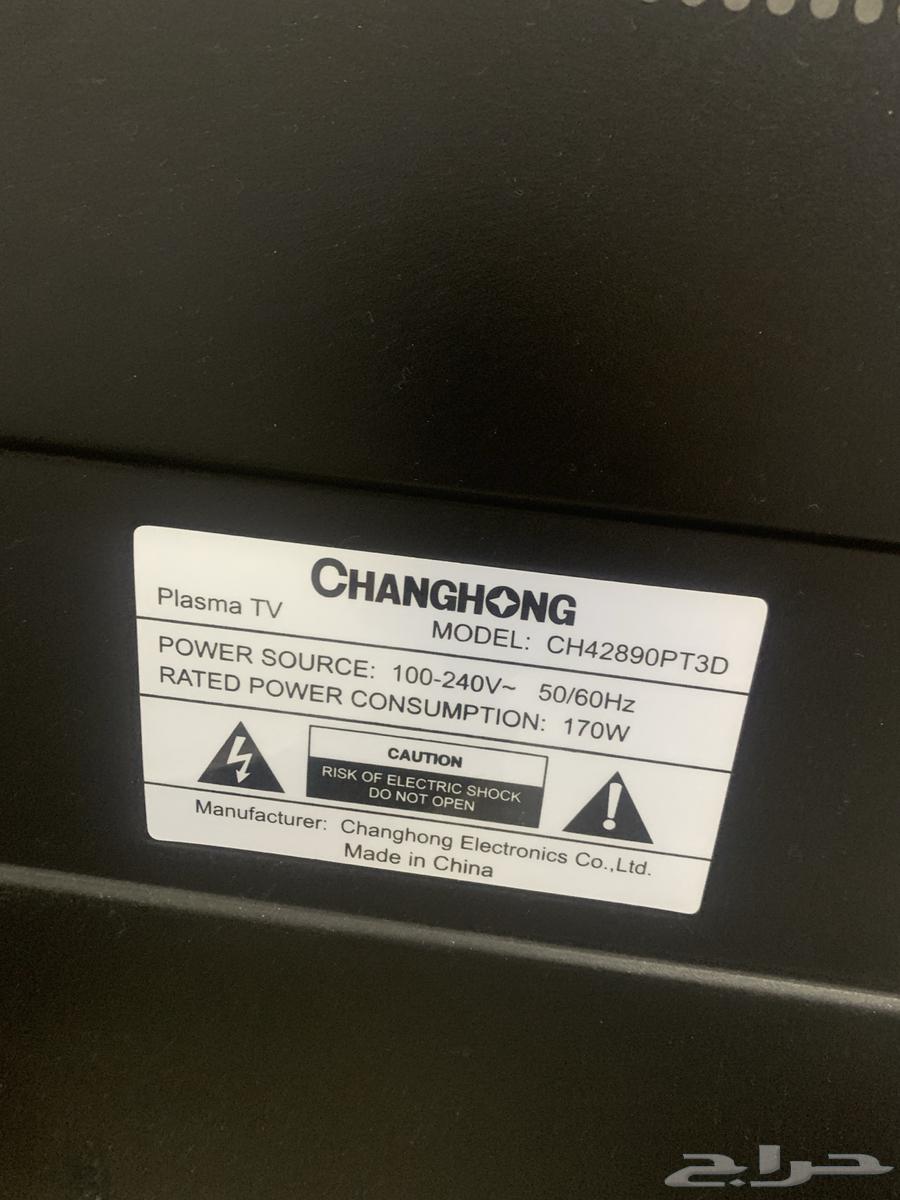 CHANGHONG
Plasma TV
MODEL: CH42890PT3D
POWER SOURCE: 100-240V~ 50/60Hz
RATED POWER CONSUMPTION: 170W
CAUTION
RISK OF ELECTRIC SHOCK
DO NOT OPEN
Manufacturer: Changhong Electronics Co.,Ltd.
Made in China
حراج